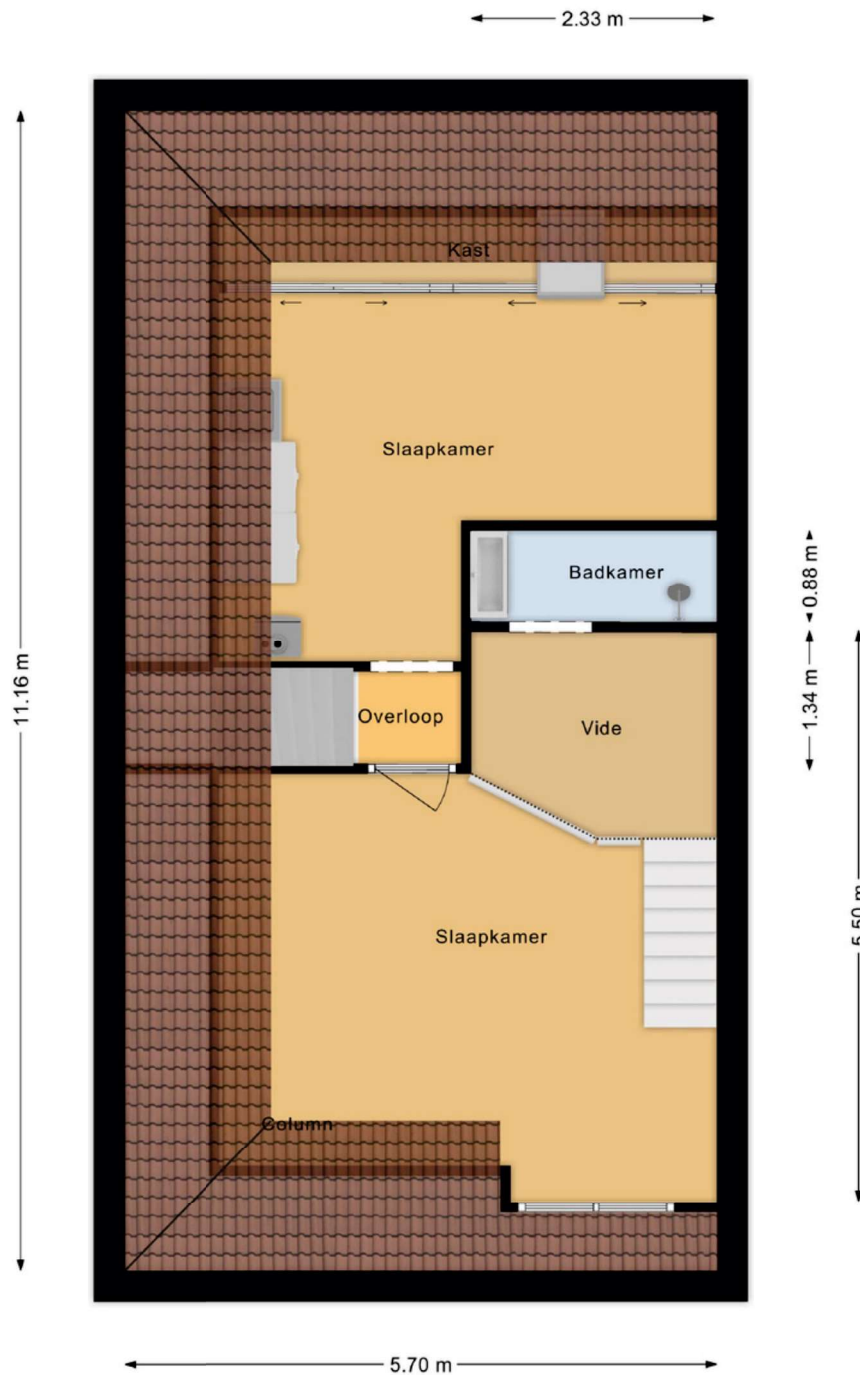 2.33 m
Kast
Slaapkamer
Badkamer
0.88 m
11.16 m
Overloop
Vide
1.34 m
Slaapkamer
5.50 m
Column
5.70 m